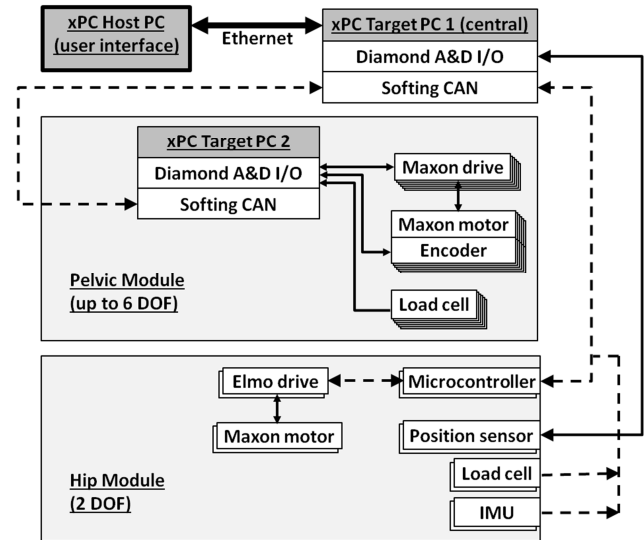 xPC Host PC
(user interface)
Ethernet
xPC Target PC 1 (central)
Diamond A&D I/O
Softing CAN
xPC Target PC 2
Diamond A&D I/O
Softing CAN
Maxon drive
Maxon motor
Encoder
Load cell
Pelvic Module
(up to 6 DOF)
Elmo drive
Microcontroller
Maxon motor
Position sensor
Load cell
IMU
Hip Module
(2 DOF)